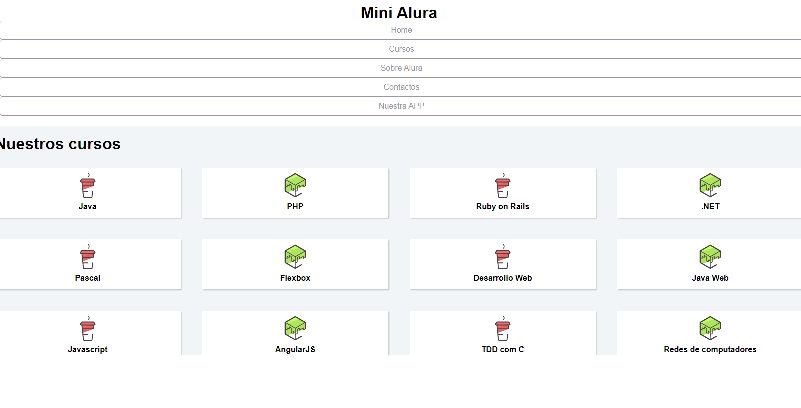 Mini Alura
Home
Cursos
Sobre Alura
Contactos
Nuestra APP
Nuestros cursos
Java PHP Ruby on Rails .NET
Pascal Flexbox Desarrollo Web Java Web
Javascript AngularJS TDD com C Redes de computadores